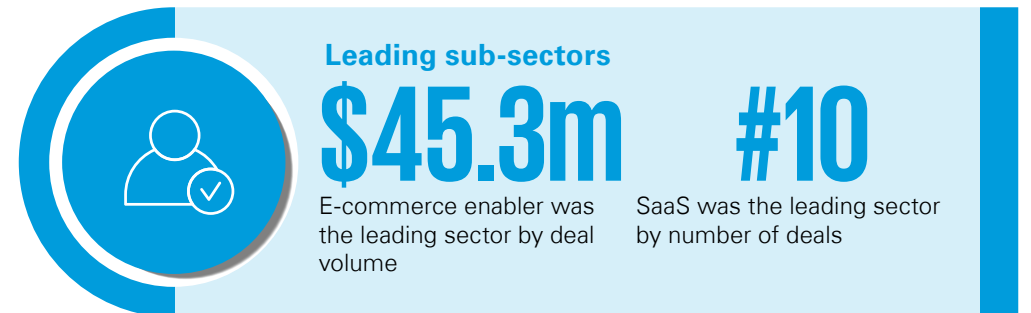 Leading sub-sectors
$45.3m
E-commerce enabler was
the leading sector by deal
volume
#10
SaaS was the leading sector
by number of deals